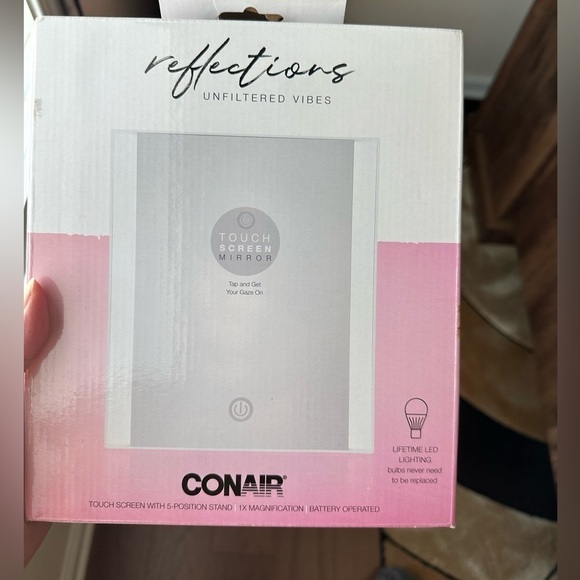 reflections
UNFILTERED VIBES
TOUCH
SCREEN
MIRROR
Tap and Get
Your Gaze On
LIFETIME LED
LIGHTING
bulbs never need
to be replaced
CONAIR®
TOUCH SCREEN WITH 5-POSITION STAND | 1X MAGNIFICATION | BATTERY OPERATED